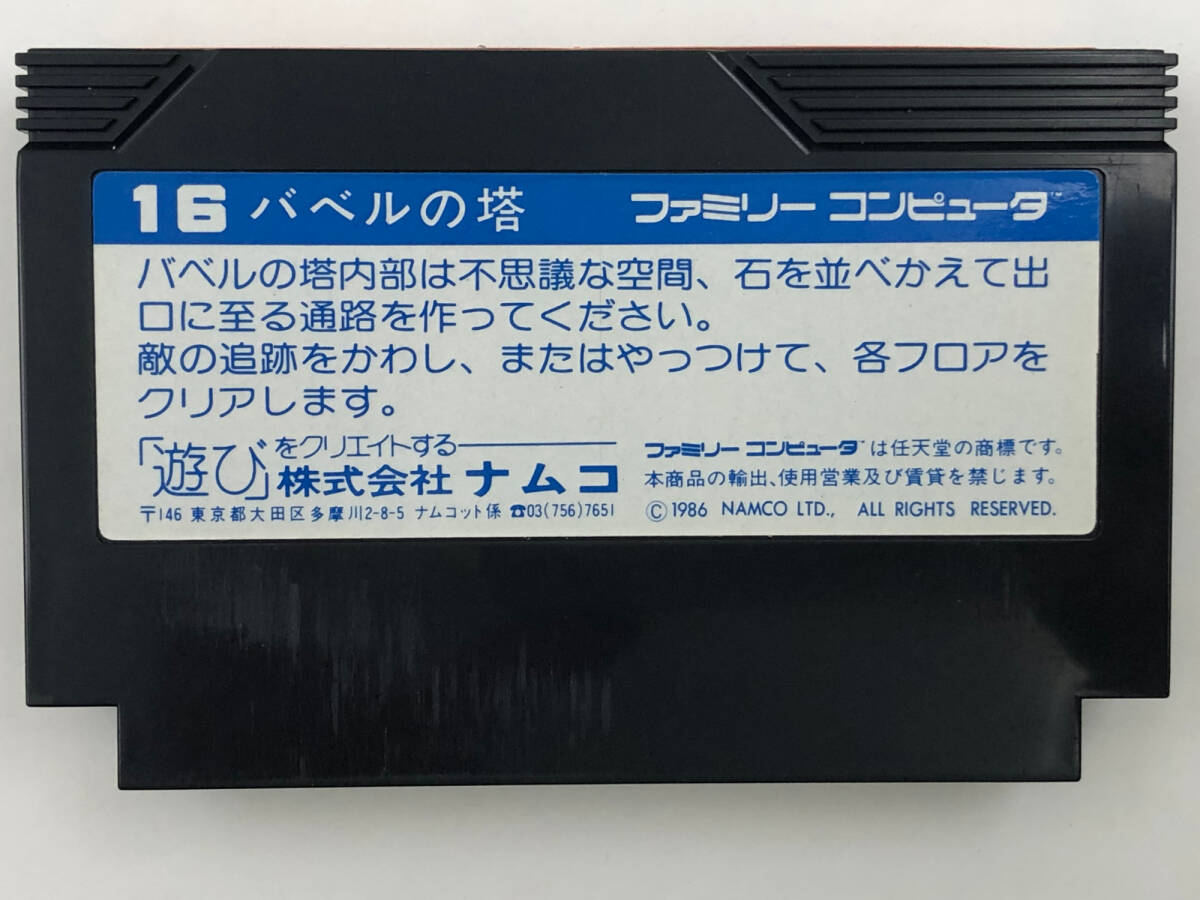 16 バベルの塔 ファミリー コンピュータ™
バベルの塔内部は不思議な空間、石を並べかえて出
口に至る通路を作ってください。
敵の追跡をかわし、またはやっつけて、各フロアを
クリアします。
「遊び」をクリエイトする
株式会社 ナムコ
〒146 東京都大田区多摩川2-8-5 ナムコット係 ☎03(756)7651
ファミリー コンピュータ™は任天堂の商標です。
本商品の輸出、使用営業及び賃貸を禁じます。
©1986 NAMCO LTD., ALL RIGHTS RESERVED.